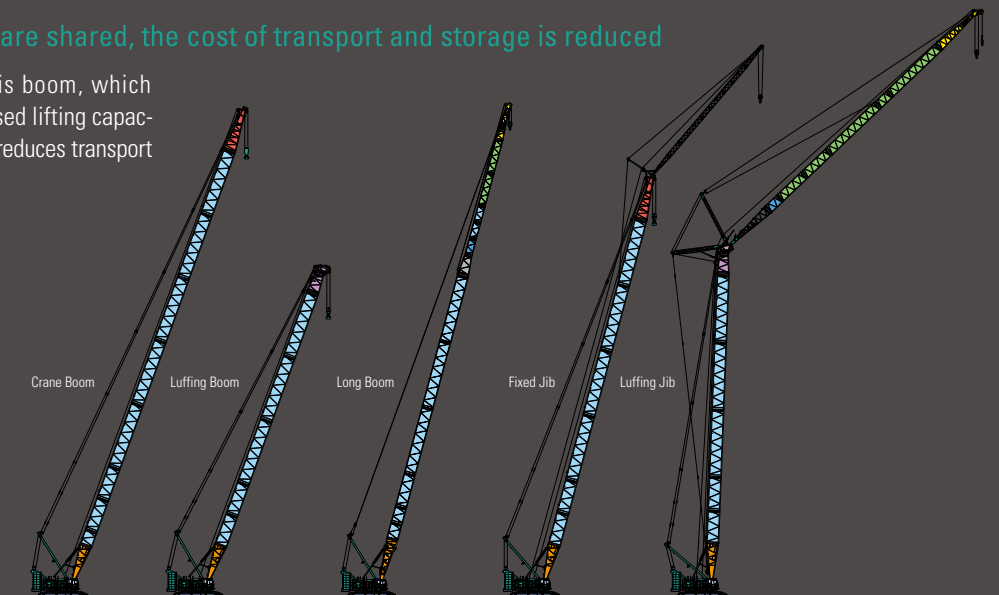 are shared, the cost of transport and storage is reduced
is boom, which
sed lifting capac-
reduces transport
Crane Boom
Luffing Boom
Long Boom
Fixed Jib
Luffing Jib